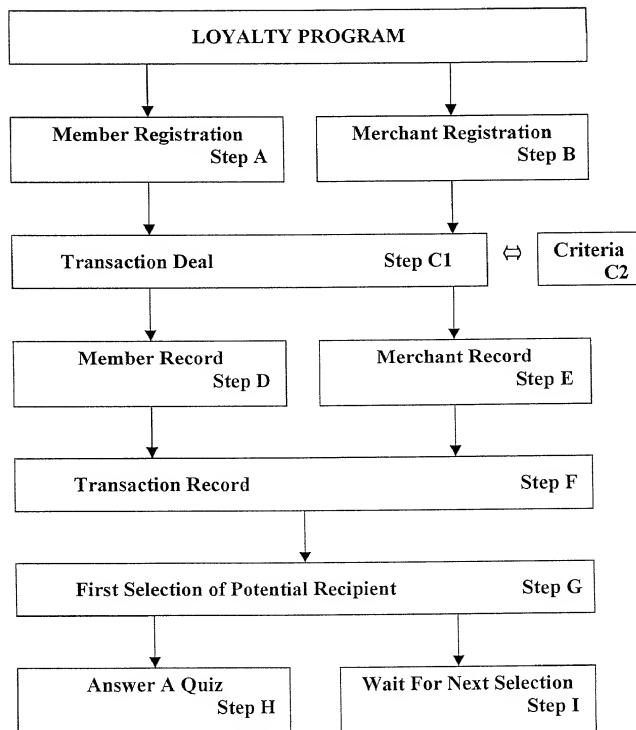 LOYALTY PROGRAM
Member Registration
Step A
Merchant Registration
Step B
Transaction Deal Step C1
Criteria
C2
Member Record
Step D
Merchant Record
Step E
Transaction Record Step F
First Selection of Potential Recipient Step G
Answer A Quiz
Step H
Wait For Next Selection
Step I